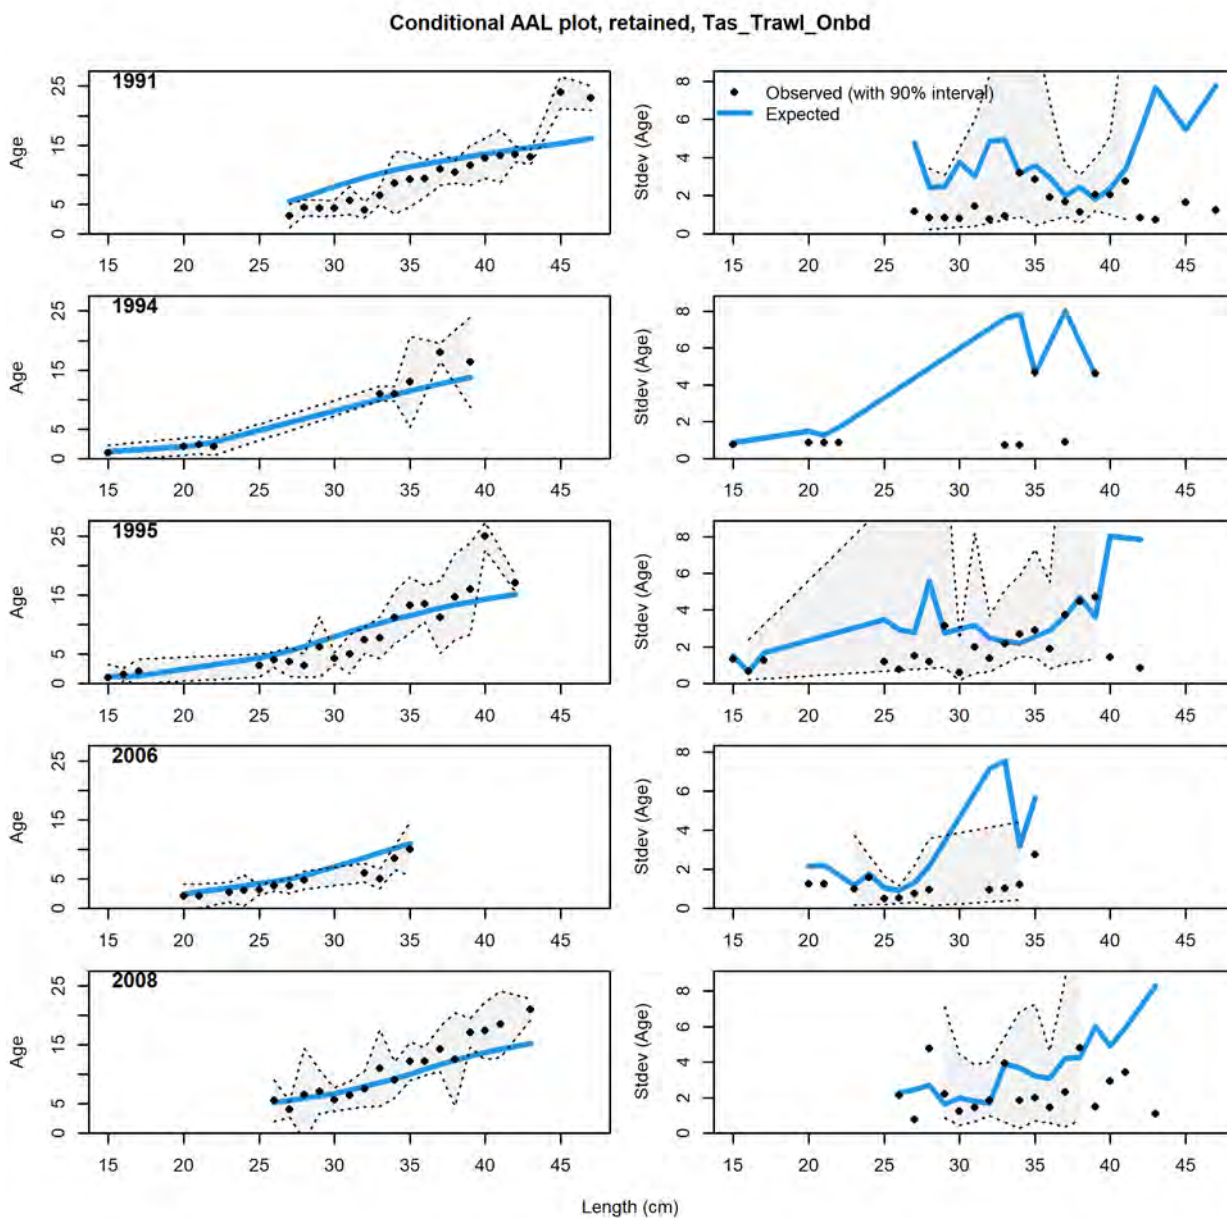 Conditional AAL plot, retained, Tas_Trawl_Onbd
1991
Age
5 15 25
15 20 25 30 35 40 45
Observed (with 90% interval)
Expected
Stdev (Age)
0 2 4 6 8
15 20 25 30 35 40 45
1994
Age
0 5 15 25
15 20 25 30 35 40 45
Stdev (Age)
0 2 4 6 8
15 20 25 30 35 40 45
1995
Age
0 5 15 25
15 20 25 30 35 40 45
Stdev (Age)
0 2 4 6 8
15 20 25 30 35 40 45
2006
Age
0 5 15 25
15 20 25 30 35 40 45
Stdev (Age)
0 2 4 6 8
15 20 25 30 35 40 45
2008
Age
0 5 15 25
15 20 25 30 35 40 45
Stdev (Age)
0 2 4 6 8
15 20 25 30 35 40 45
Length (cm)